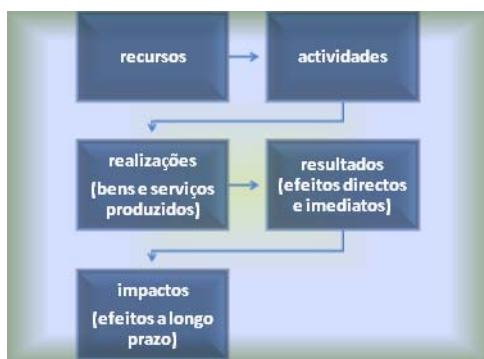 recursos
actividades
realizações
(bens e serviços
produzidos)
resultados
(efeitos directos
e imediatos)
impactos
(efeitos a longo
prazo)